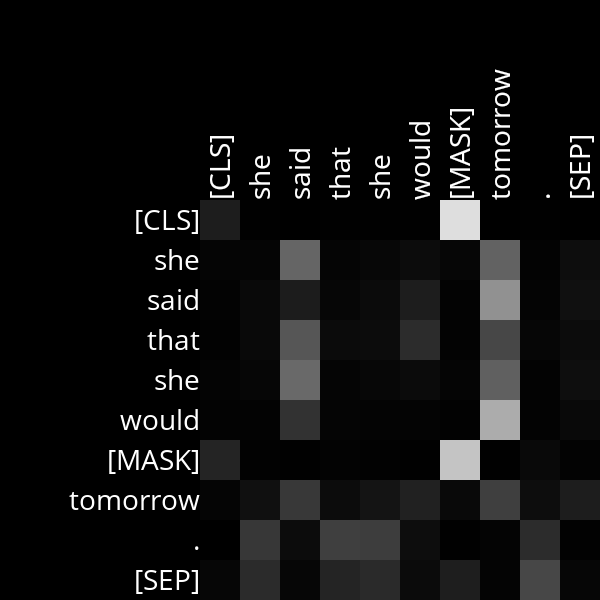 [CLS] she said that she would [MASK] tomorrow . [SEP]
[CLS]
she
said
that
she
would
[MASK]
tomorrow
.
[SEP]